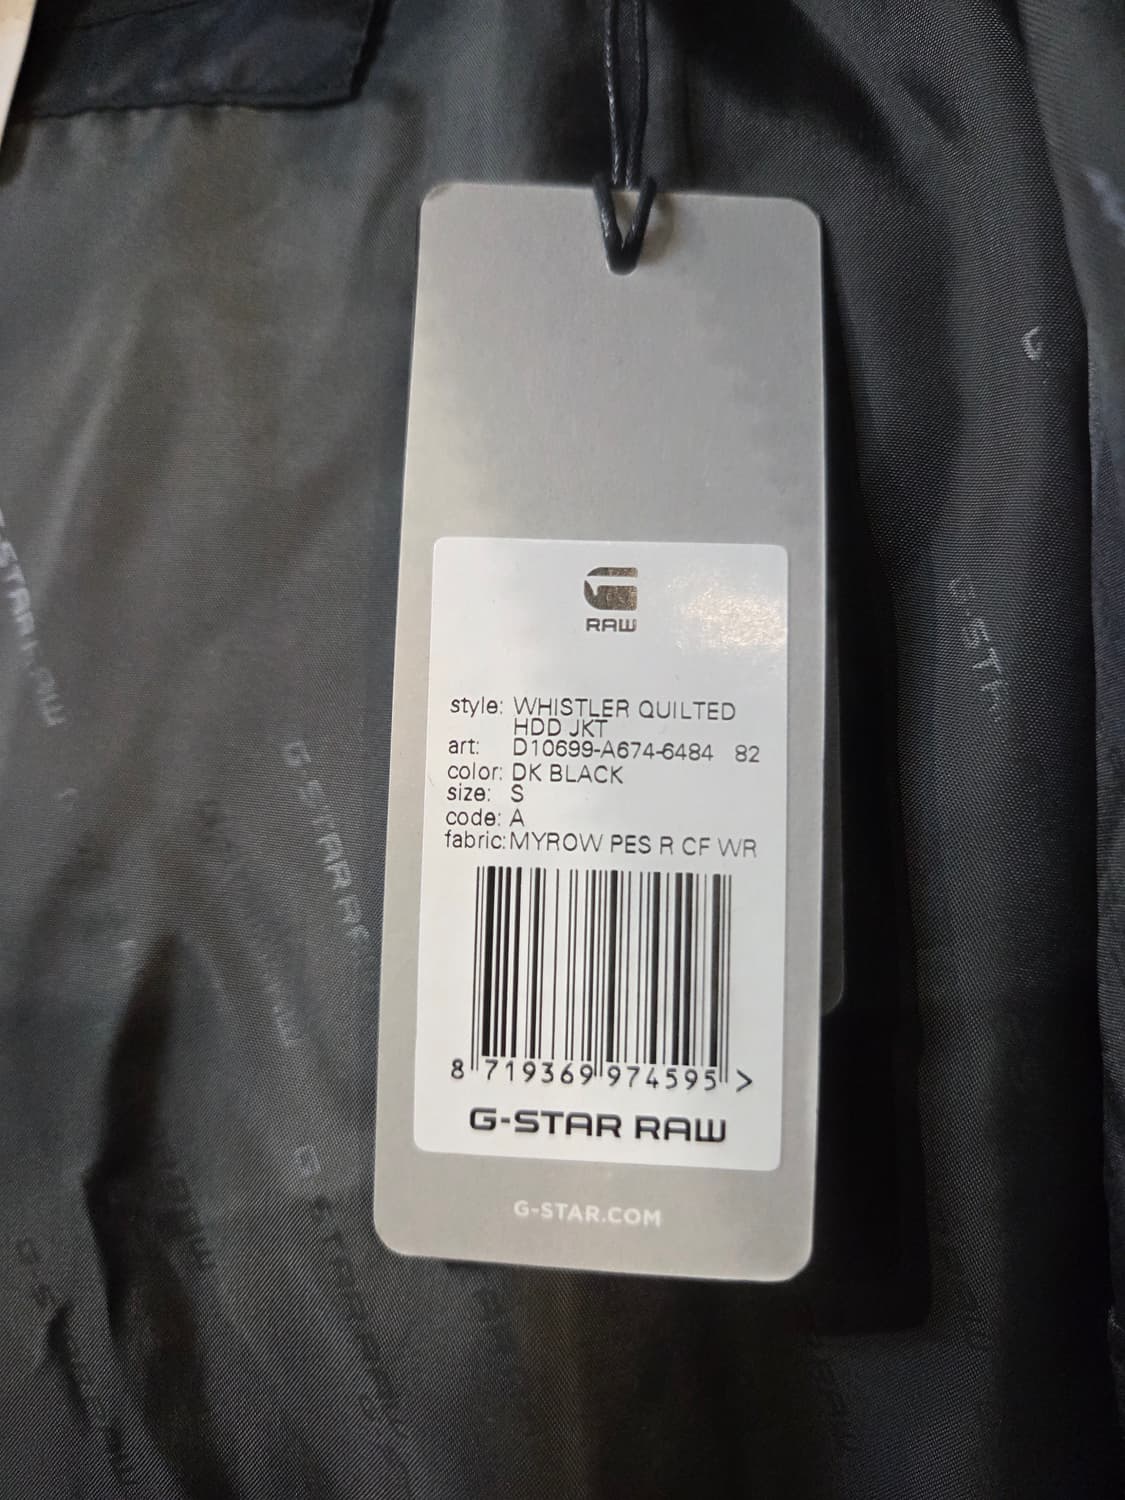 RAW
style: WHISTLER QUILTED
HDD JKT
art: D10699-A674-6484 82
color: DK BLACK
size: S
code: A
fabric: MYROW PES R CF WR
8 719369 974595 >
G-STAR RAW
G-STAR.COM